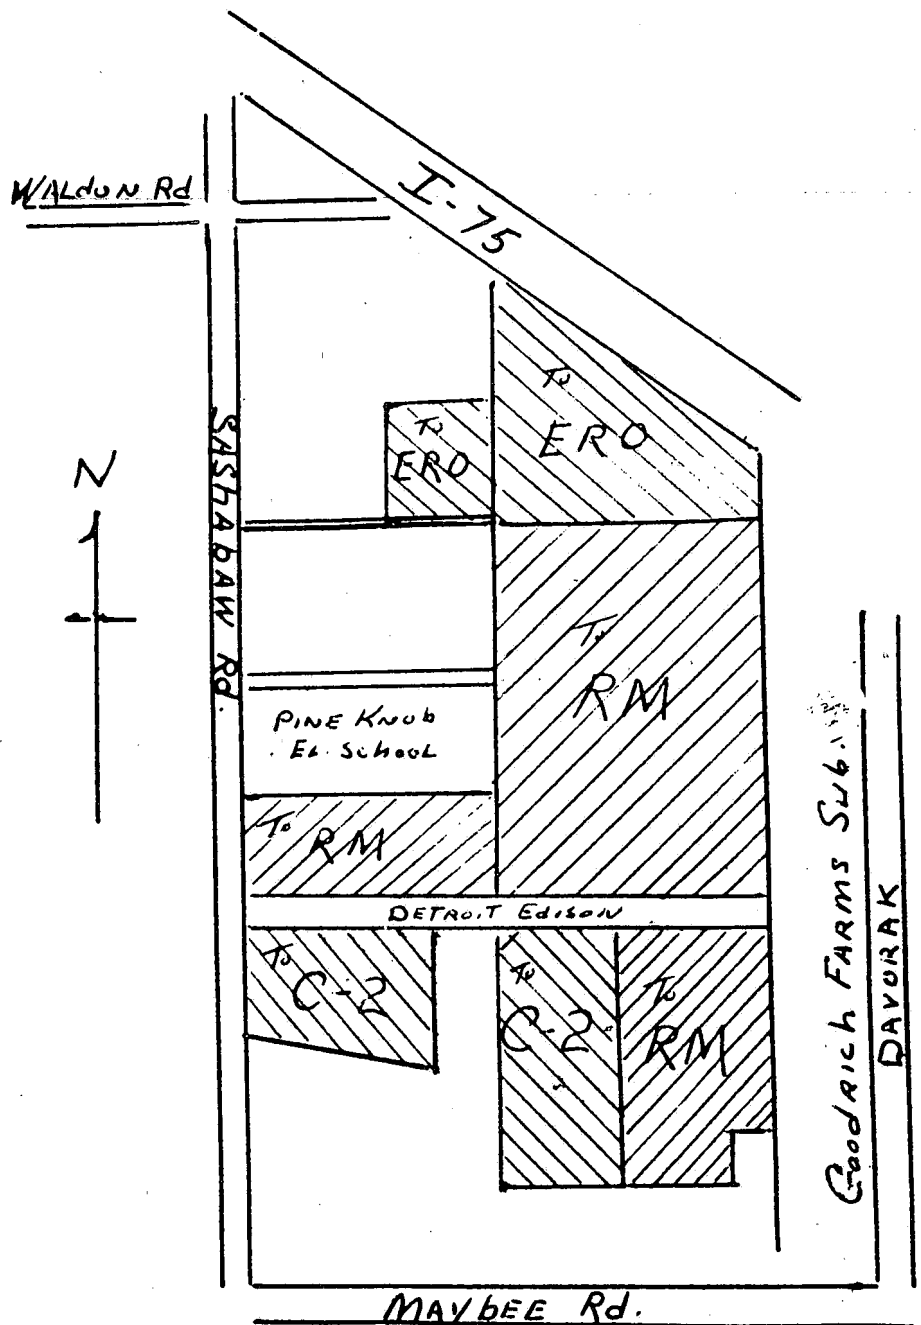 WALDON Rd
I-75
SAShAbAW Rd.
N
To
ERO
To
ERO
To
RM
PINE KNOb
EL. SchooL
To
RM
DETROIT EdisoN
To
C-2
To
C-2
To
RM
GoodRich FARMS Sub.
DAVORAK
MAYbEE Rd.